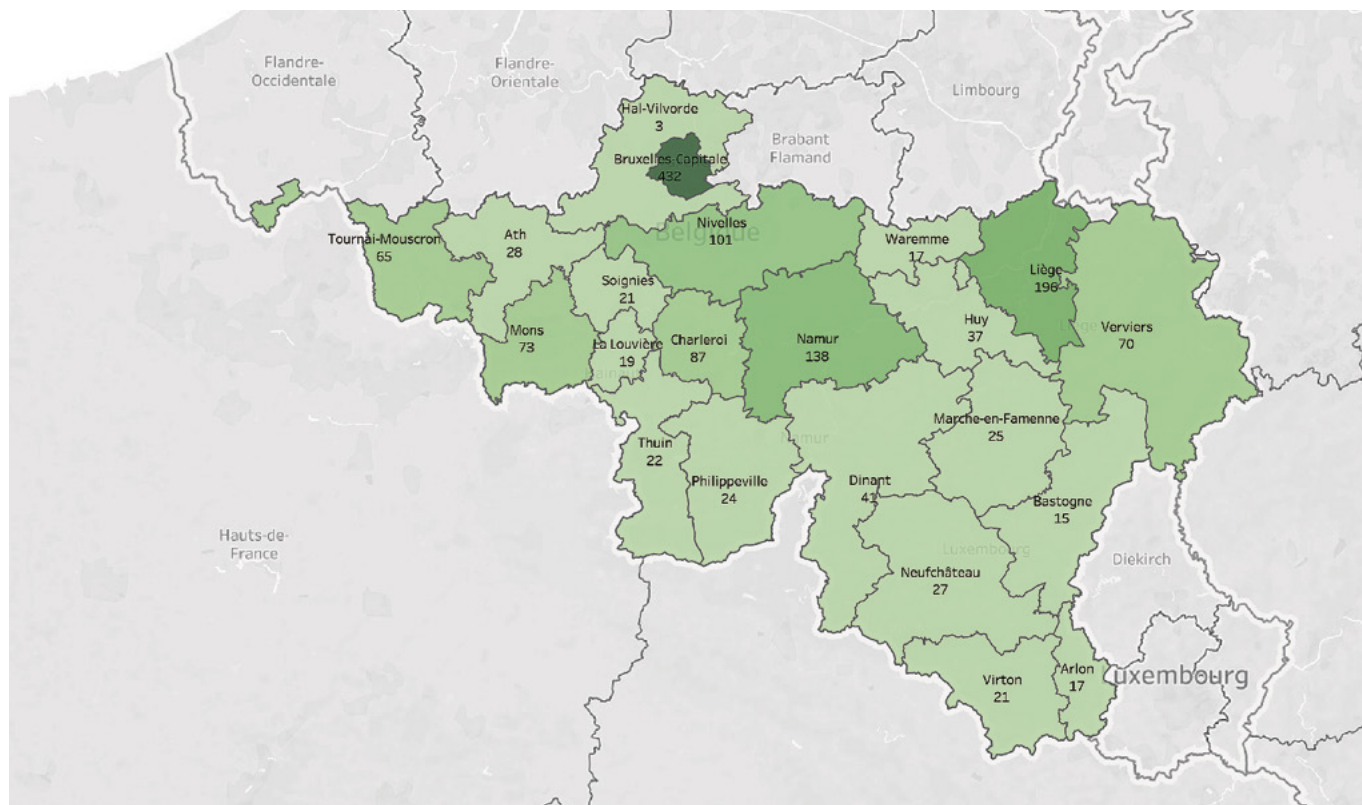 Flandre-
Occidentale
Flandre-
Orientale
Limbourg
Hal-Vilvorde
3
Brabant
Flamand
Bruxelles-Capitale
432
Belgique
Nivelles
101
Tournai-Mouscron
65
Ath
28
Waremme
17
Soignies
21
Liège
196
Liège
Mons
73
La Louvière
19
Hainaut
Charleroi
87
Namur
138
Huy
37
Verviers
70
Marche-en-Famenne
25
Namur
Thuin
22
Philippeville
24
Dinant
41
Bastogne
15
Hauts-de-
France
Luxembourg
Diekirch
Neufchâteau
27
Virton
21
Arlon
17
Luxembourg